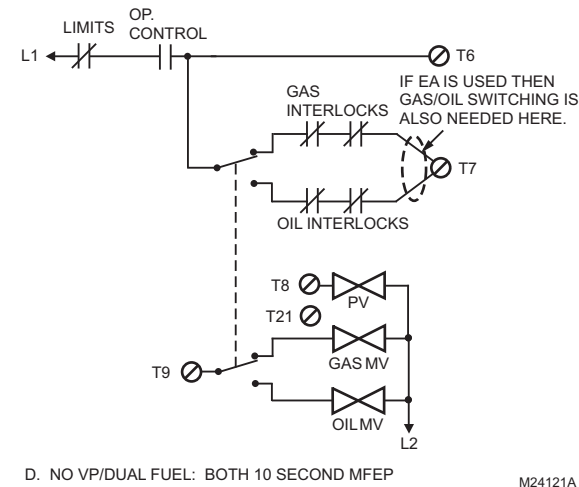 OP.
LIMITS CONTROL
L1 T6
GAS
INTERLOCKS
IF EA IS USED THEN
GAS/OIL SWITCHING IS
ALSO NEEDED HERE.
T7
OIL INTERLOCKS
T8
PV
T21
T9
GAS MV
OIL MV
L2
D. NO VP/DUAL FUEL: BOTH 10 SECOND MFEP
M24121A